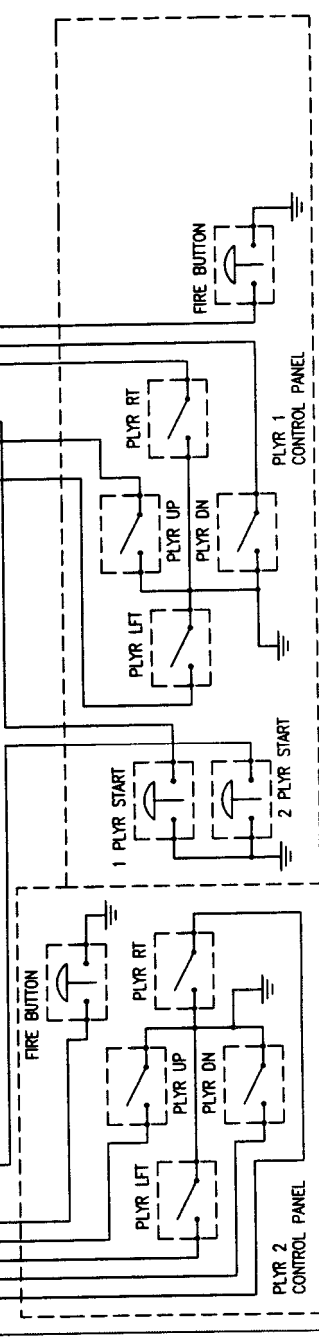 FIRE BUTTON
PLYR RT
PLYR UP
PLYR DN
PLYR LFT
PLYR 1
CONTROL PANEL
1 PLYR START
2 PLYR START
FIRE BUTTON
PLYR RT
PLYR UP
PLYR DN
PLYR LFT
PLYR 2
CONTROL PANEL